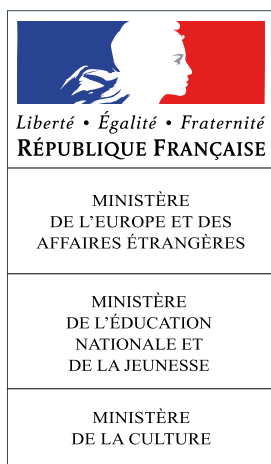 Liberté • Égalité • Fraternité
RÉPUBLIQUE FRANÇAISE
MINISTÈRE
DE L’EUROPE ET DES
AFFAIRES ÉTRANGÈRES
MINISTÈRE
DE L’ÉDUCATION
NATIONALE ET
DE LA JEUNESSE
MINISTÈRE
DE LA CULTURE